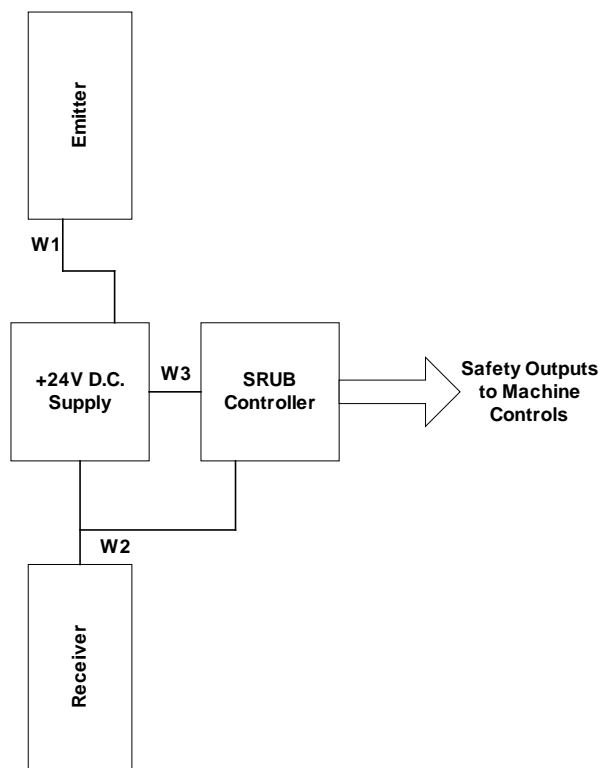 Emitter
W1
+24V D.C.
Supply
W3
SRUB
Controller
Safety Outputs
to Machine
Controls
W2
Receiver